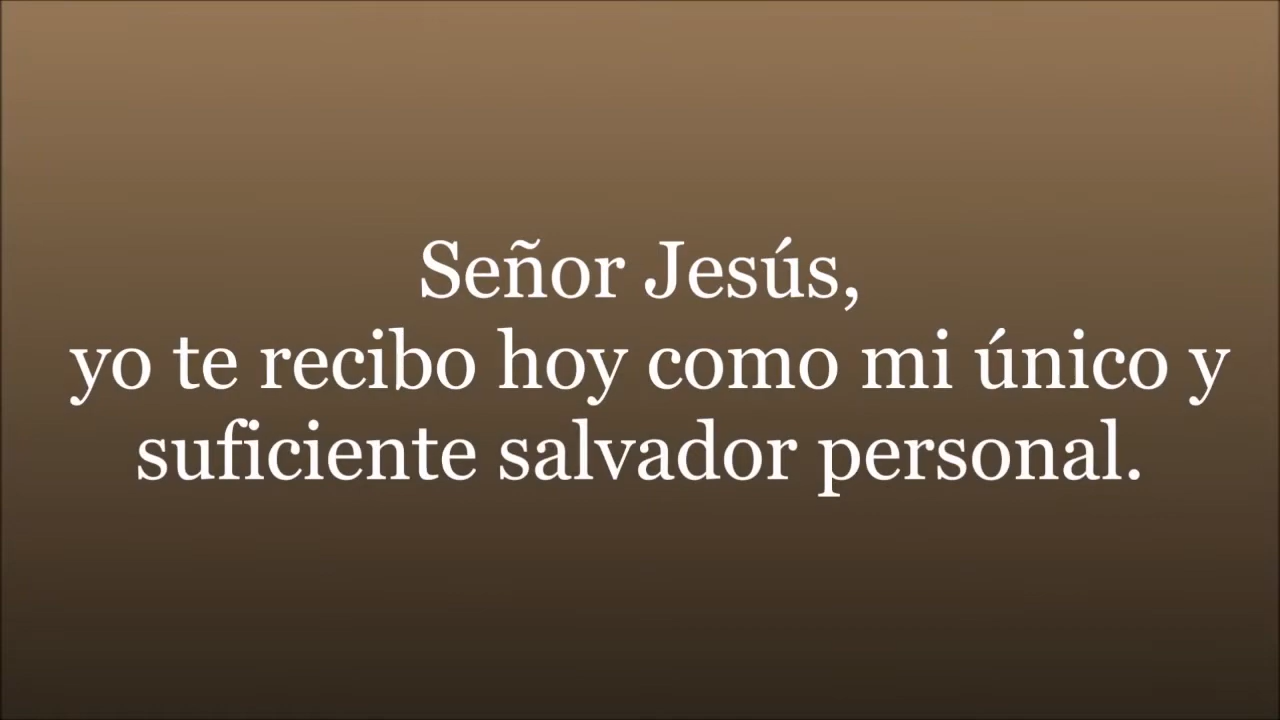 Señor Jesús,
yo te recibo hoy como mi único y
suficiente salvador personal.